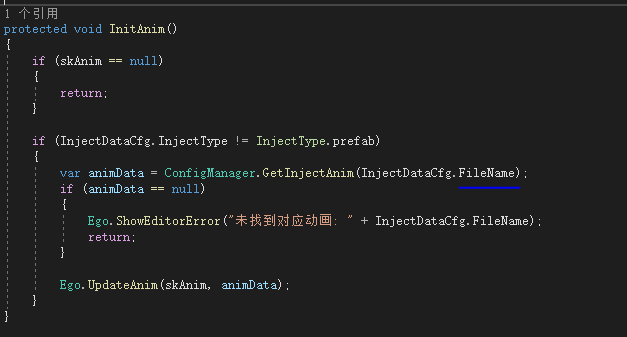 1 个引用
protected void InitAnim()
{
if (skAnim == null)
{
return;
}
if (InjectDataCfg.InjectType != InjectType.prefab)
{
var animData = ConfigManager.GetInjectAnim(InjectDataCfg.FileName);
if (animData == null)
{
Ego.ShowEditorError("未找到对应动画: " + InjectDataCfg.FileName);
return;
}
Ego.UpdateAnim(skAnim, animData);
}
}